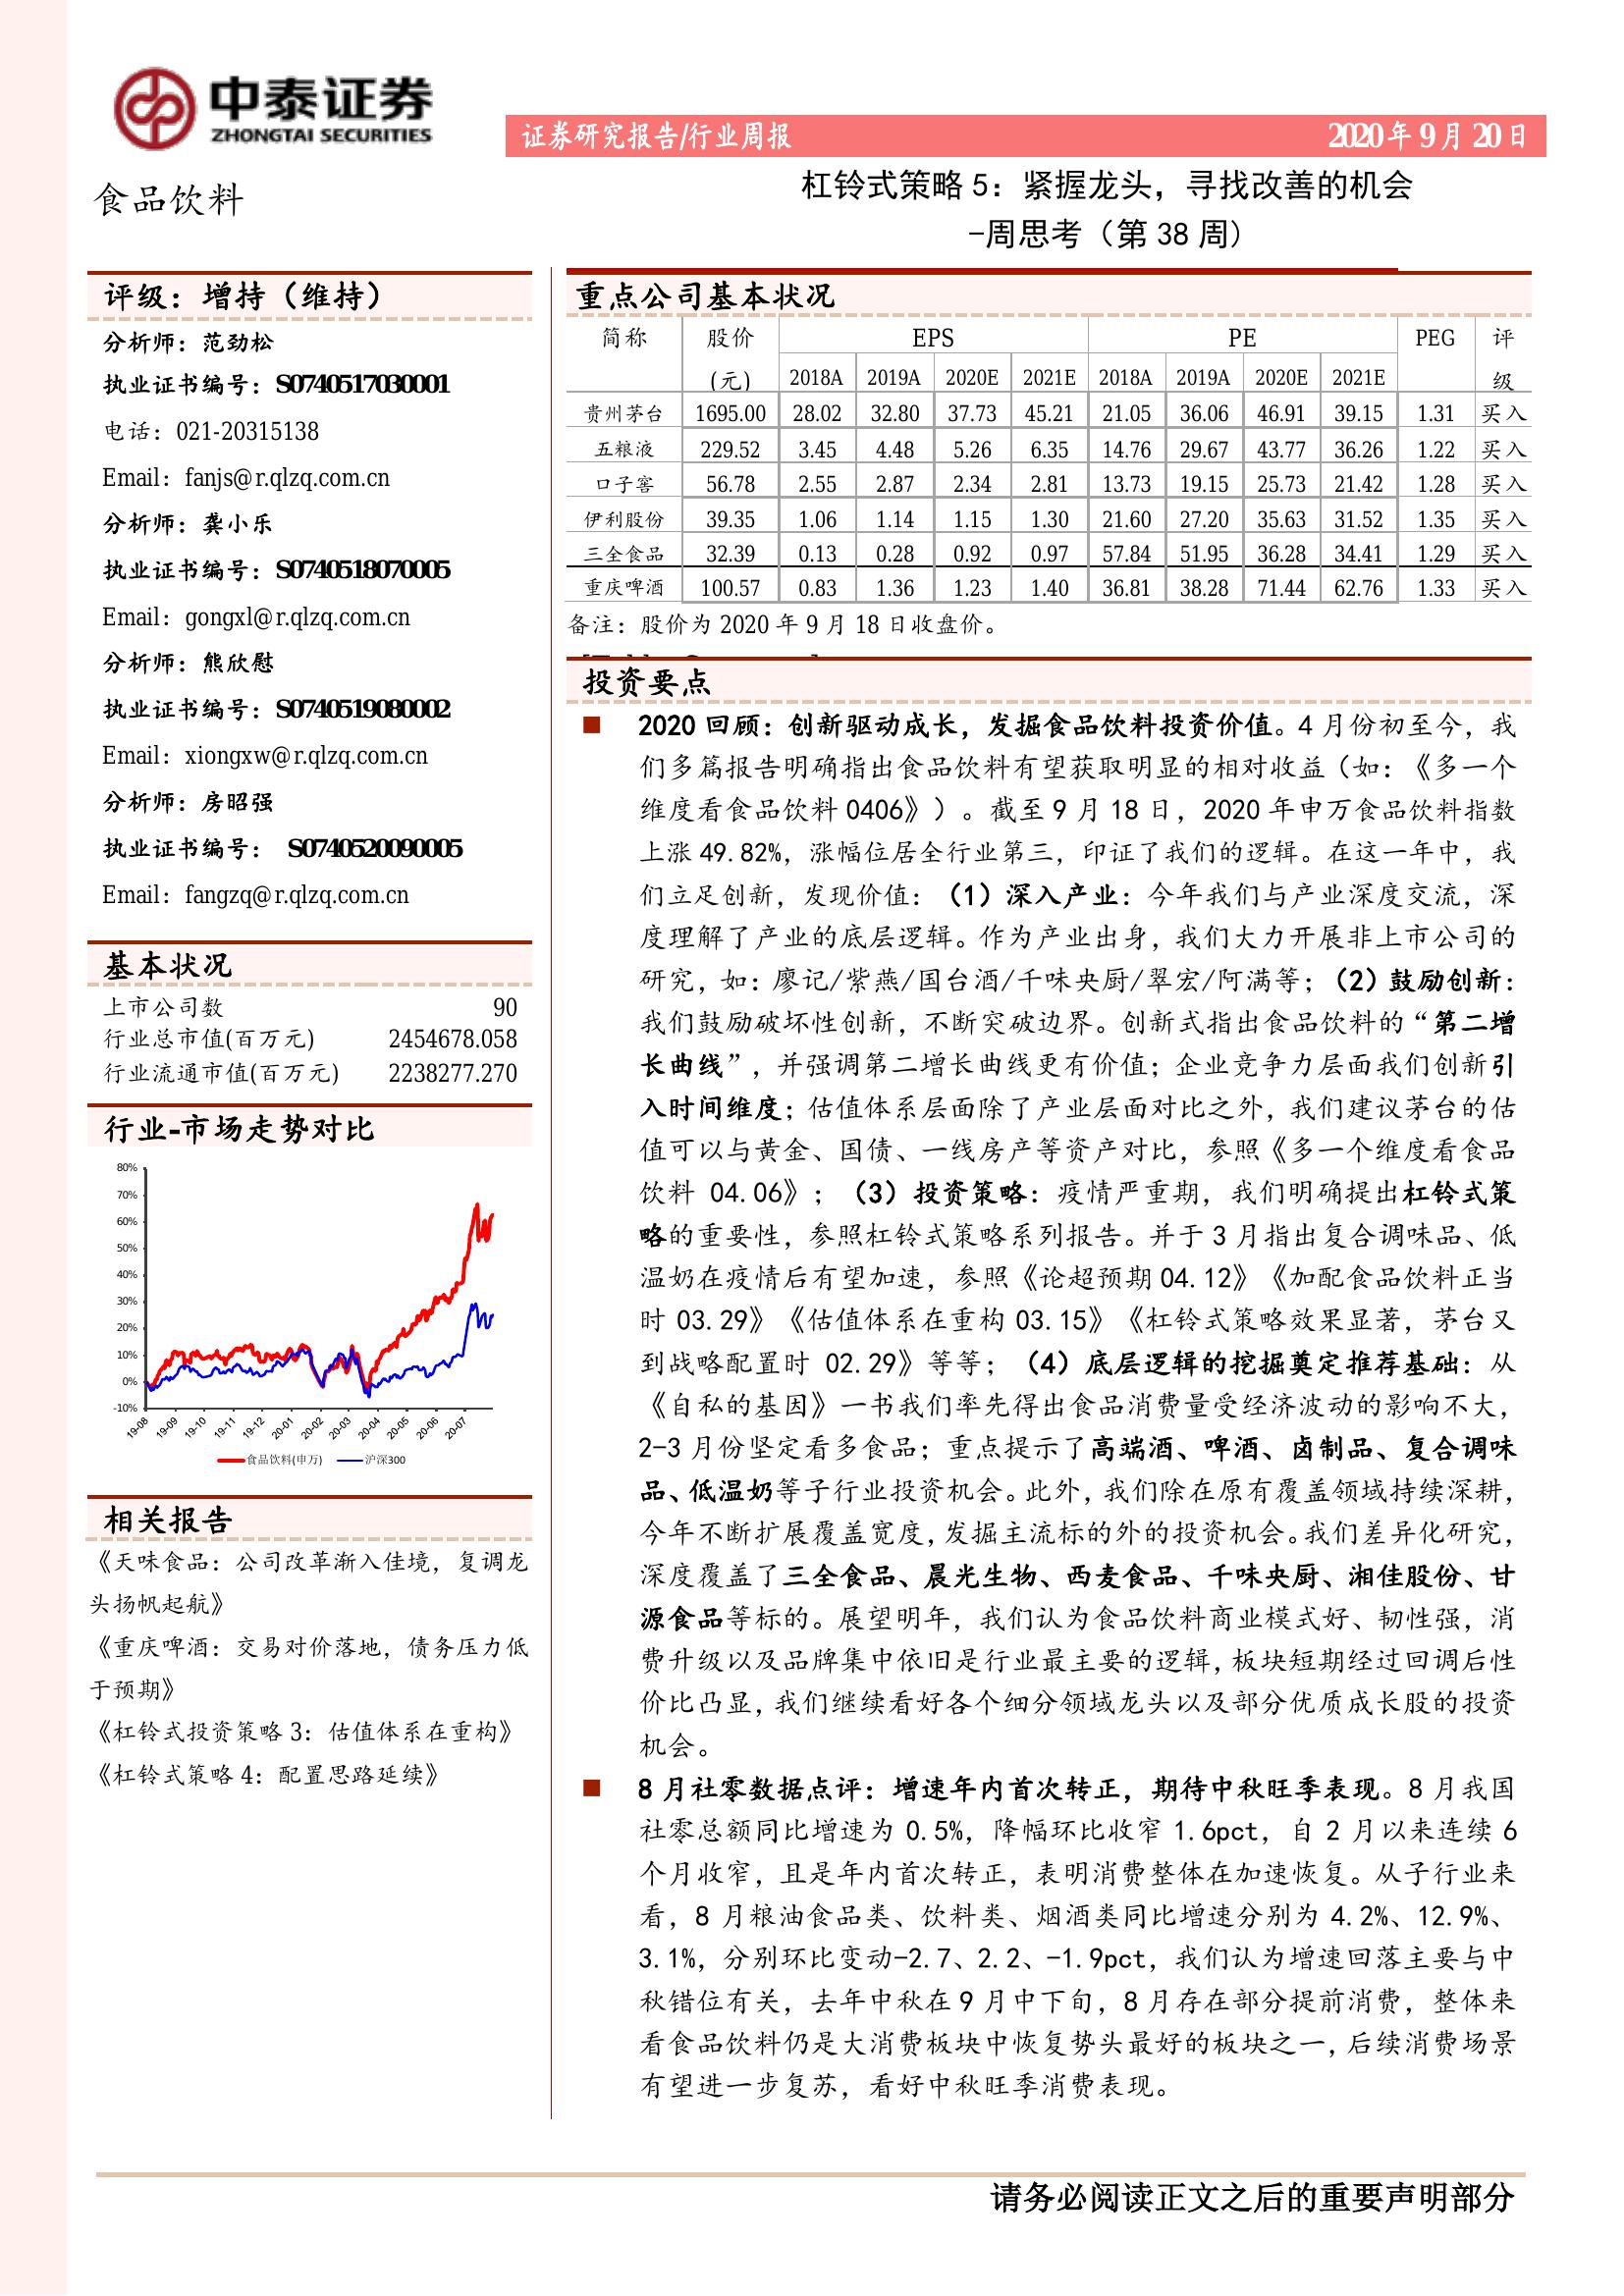 中泰证券
ZHONGTAI SECURITIES
证券研究报告/行业周报
2020年9月20日
食品饮料
杠铃式策略5：紧握龙头，寻找改善的机会
-周思考（第38周）
评级：增持（维持）
分析师：范劲松
执业证书编号：S0740517030001
电话：021-20315138
Email：fanjs@r.qlzq.com.cn
分析师：龚小乐
执业证书编号：S0740518070005
Email：gongxl@r.qlzq.com.cn
分析师：熊欣慰
执业证书编号：S0740519080002
Email：xiongxw@r.qlzq.com.cn
分析师：房昭强
执业证书编号： S0740520090005
Email：fangzq@r.qlzq.com.cn
基本状况
上市公司数 90
行业总市值(百万元) 2454678.058
行业流通市值(百万元) 2238277.270
行业-市场走势对比
80%
70%
60%
50%
40%
30%
20%
10%
0%
-10%
19-08 19-09 19-10 19-11 19-12 20-01 20-02 20-03 20-04 20-05 20-06 20-07
食品饮料(申万) 沪深300
相关报告
《天味食品：公司改革渐入佳境，复调龙
头扬帆起航》
《重庆啤酒：交易对价落地，债务压力低
于预期》
《杠铃式投资策略3：估值体系在重构》
《杠铃式策略4：配置思路延续》
重点公司基本状况
简称 股价 EPS PE PEG 评
(元) 2018A 2019A 2020E 2021E 2018A 2019A 2020E 2021E 级
贵州茅台 1695.00 28.02 32.80 37.73 45.21 21.05 36.06 46.91 39.15 1.31 买入
五粮液 229.52 3.45 4.48 5.26 6.35 14.76 29.67 43.77 36.26 1.22 买入
口子窖 56.78 2.55 2.87 2.34 2.81 13.73 19.15 25.73 21.42 1.28 买入
伊利股份 39.35 1.06 1.14 1.15 1.30 21.60 27.20 35.63 31.52 1.35 买入
三全食品 32.39 0.13 0.28 0.92 0.97 57.84 51.95 36.28 34.41 1.29 买入
重庆啤酒 100.57 0.83 1.36 1.23 1.40 36.81 38.28 71.44 62.76 1.33 买入
备注：股价为2020年9月18日收盘价。
投资要点
■ 2020回顾：创新驱动成长，发掘食品饮料投资价值。4月份初至今，我
们多篇报告明确指出食品饮料有望获取明显的相对收益（如：《多一个
维度看食品饮料0406》）。截至9月18日，2020年申万食品饮料指数
上涨49.82%，涨幅位居全行业第三，印证了我们的逻辑。在这一年中，我
们立足创新，发现价值：（1）深入产业：今年我们与产业深度交流，深
度理解了产业的底层逻辑。作为产业出身，我们大力开展非上市公司的
研究，如：廖记/紫燕/国台酒/千味央厨/翠宏/阿满等；（2）鼓励创新：
我们鼓励破坏性创新，不断突破边界。创新式指出食品饮料的“第二增
长曲线”，并强调第二增长曲线更有价值；企业竞争力层面我们创新引
入时间维度；估值体系层面除了产业层面对比之外，我们建议茅台的估
值可以与黄金、国债、一线房产等资产对比，参照《多一个维度看食品
饮料 04.06》；（3）投资策略：疫情严重期，我们明确提出杠铃式策
略的重要性，参照杠铃式策略系列报告。并于3月指出复合调味品、低
温奶在疫情后有望加速，参照《论超预期04.12》《加配食品饮料正当
时03.29》《估值体系在重构03.15》《杠铃式策略效果显著，茅台又
到战略配置时 02.29》等等；（4）底层逻辑的挖掘奠定推荐基础：从
《自私的基因》一书我们率先得出食品消费量受经济波动的影响不大，
2-3月份坚定看多食品；重点提示了高端酒、啤酒、卤制品、复合调味
品、低温奶等子行业投资机会。此外，我们除在原有覆盖领域持续深耕，
今年不断扩展覆盖宽度，发掘主流标的外的投资机会。我们差异化研究，
深度覆盖了三全食品、晨光生物、西麦食品、千味央厨、湘佳股份、甘
源食品等标的。展望明年，我们认为食品饮料商业模式好、韧性强，消
费升级以及品牌集中依旧是行业最主要的逻辑，板块短期经过回调后性
价比凸显，我们继续看好各个细分领域龙头以及部分优质成长股的投资
机会。
■ 8月社零数据点评：增速年内首次转正，期待中秋旺季表现。8月我国
社零总额同比增速为0.5%，降幅环比收窄1.6pct，自2月以来连续6
个月收窄，且是年内首次转正，表明消费整体在加速恢复。从子行业来
看，8月粮油食品类、饮料类、烟酒类同比增速分别为4.2%、12.9%、
3.1%，分别环比变动-2.7、2.2、-1.9pct，我们认为增速回落主要与中
秋错位有关，去年中秋在9月中下旬，8月存在部分提前消费，整体来
看食品饮料仍是大消费板块中恢复势头最好的板块之一，后续消费场景
有望进一步复苏，看好中秋旺季消费表现。
请务必阅读正文之后的重要声明部分